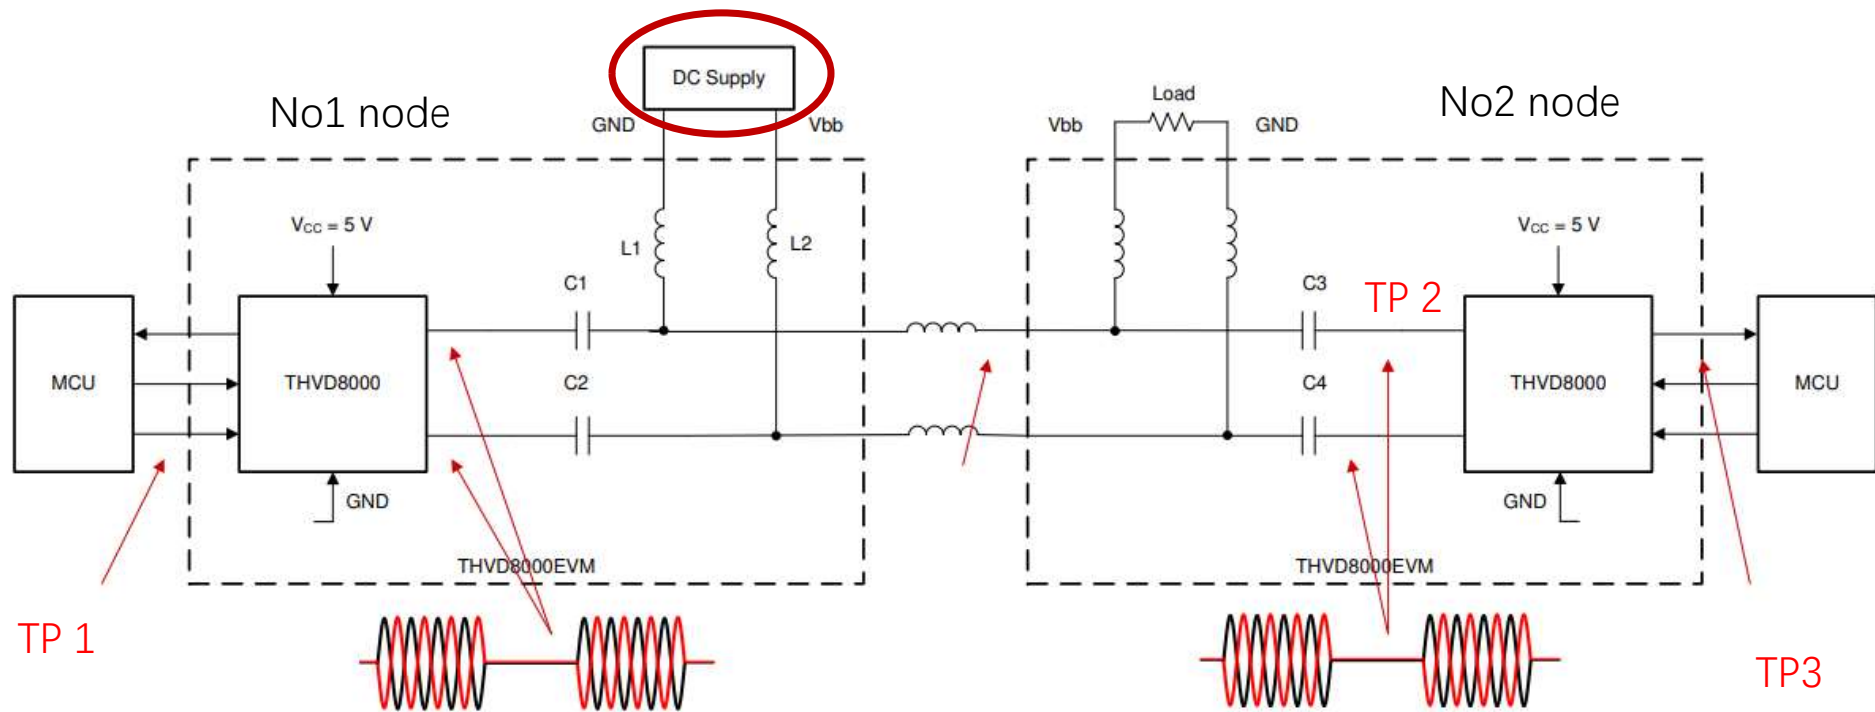 DC Supply
No1 node
GND
Vbb
Load
Vbb
GND
No2 node
VCC = 5 V
L1
L2
VCC = 5 V
C1
C3
TP 2
MCU
THVD8000
C2
C4
THVD8000
MCU
GND
GND
THVD8000EVM
THVD8000EVM
TP 1
TP3